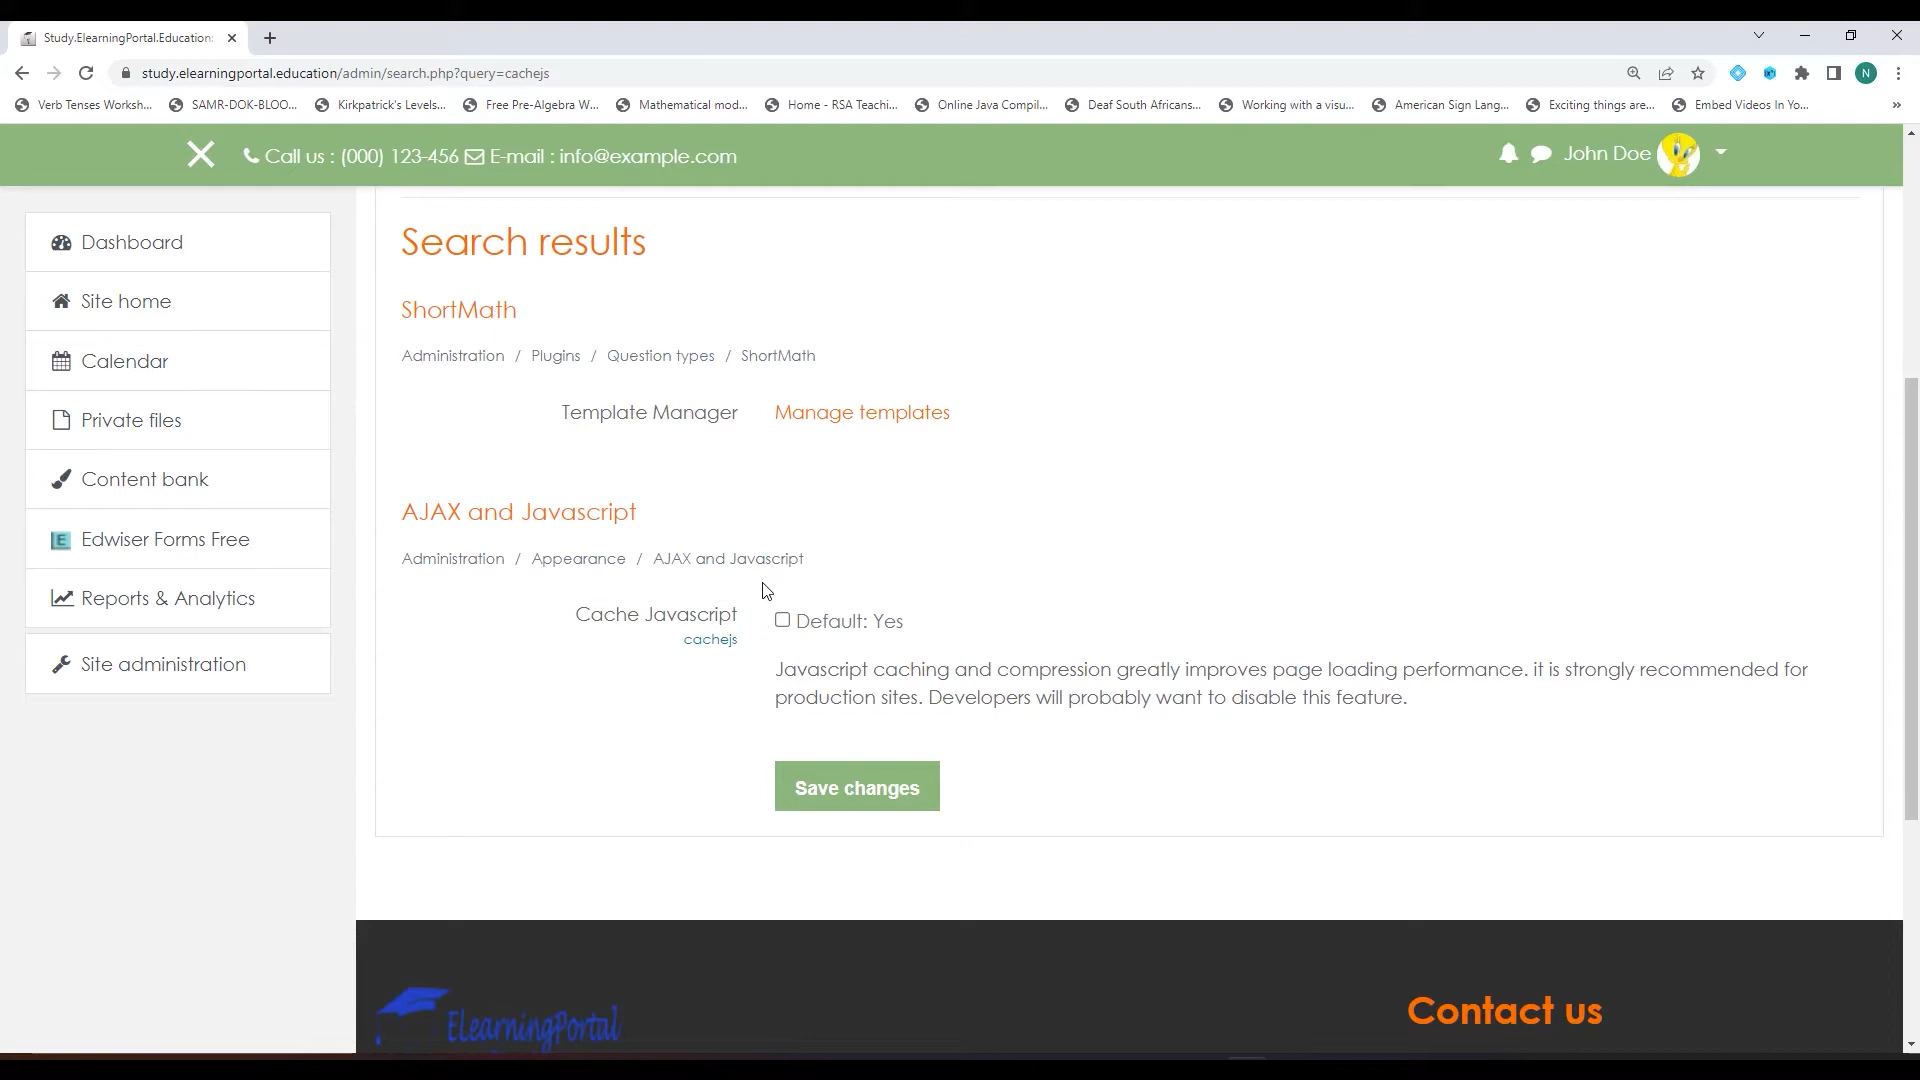 Study.ElearningPortal.Education:
study.elearningportal.education/admin/search.php?query=cachejs
N
Verb Tenses Worksh...
SAMR-DOK-BLOO...
Kirkpatrick's Levels...
Free Pre-Algebra W...
Mathematical mod...
Home - RSA Teachi...
Online Java Compil...
Deaf South Africans...
Working with a visu...
American Sign Lang...
Exciting things are...
Embed Videos In Yo...
Call us : (000) 123-456 E-mail : info@example.com
John Doe
Dashboard
Site home
Calendar
Private files
Content bank
E Edwiser Forms Free
Reports & Analytics
Site administration
Search results
ShortMath
Administration / Plugins / Question types / ShortMath
Template Manager Manage templates
AJAX and Javascript
Administration / Appearance / AJAX and Javascript
Cache Javascript
cachejs
Default: Yes
Javascript caching and compression greatly improves page loading performance. it is strongly recommended for
production sites. Developers will probably want to disable this feature.
Save changes
ElearningPortal
Contact us